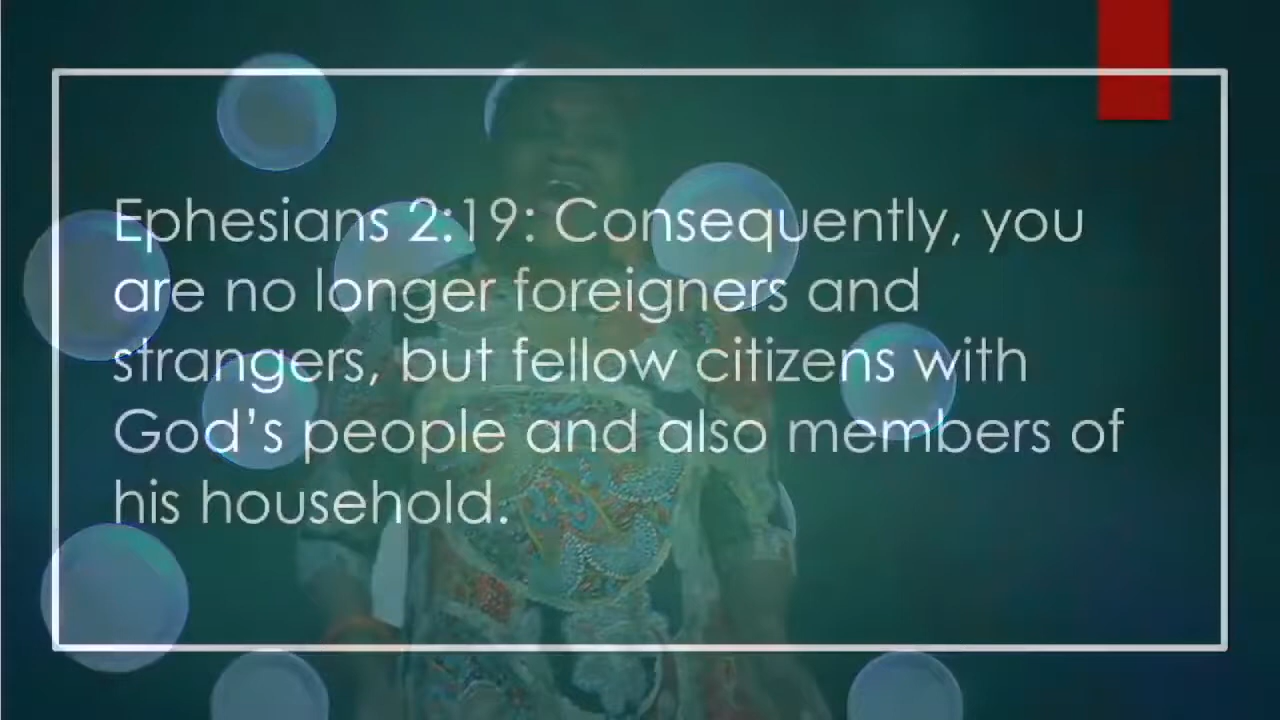 Ephesians 2:19: Consequently, you
are no longer foreigners and
strangers, but fellow citizens with
God’s people and also members of
his household.